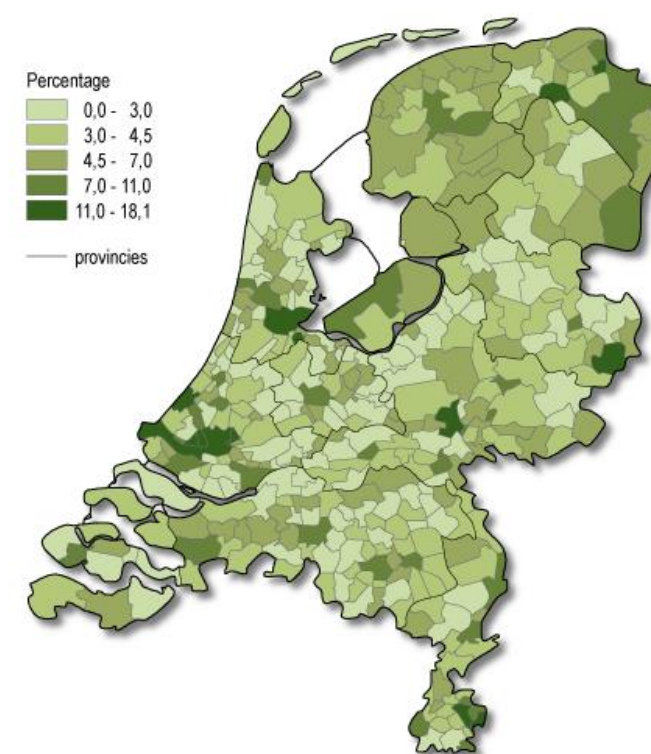 Percentage
0,0 - 3,0
3,0 - 4,5
4,5 - 7,0
7,0 - 11,0
11,0 - 18,1
provincies